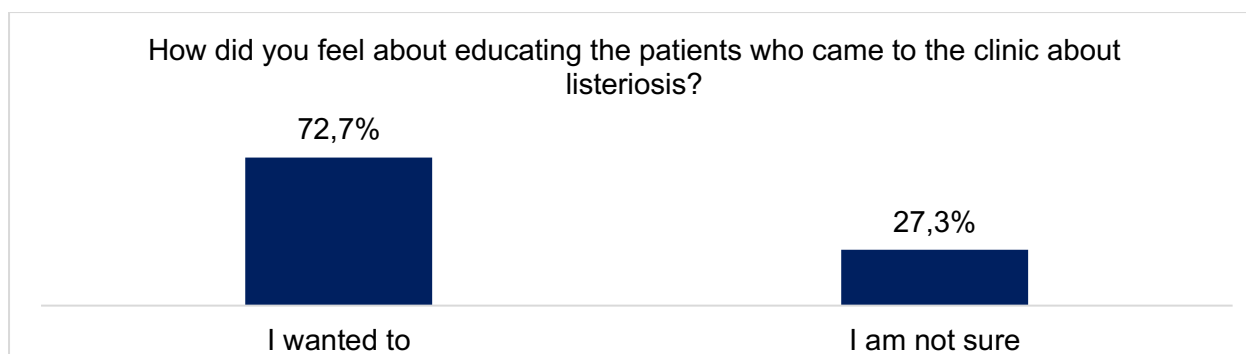 How did you feel about educating the patients who came to the clinic about
listeriosis?
72,7%
27,3%
I wanted to
I am not sure